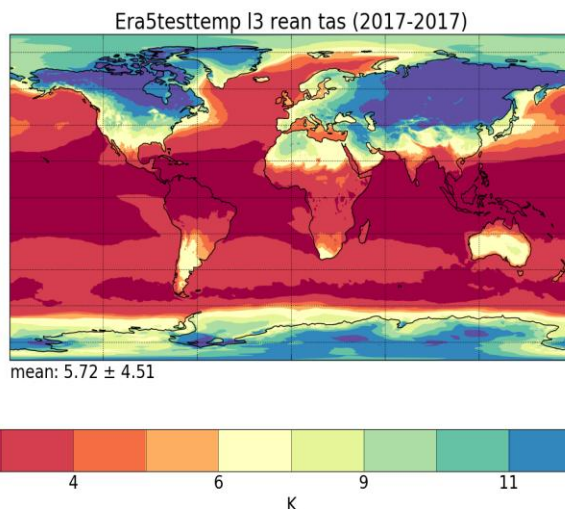 Era5testtemp l3 rean tas (2017-2017)
mean: 5.72 ± 4.51
4 6 9 11
K